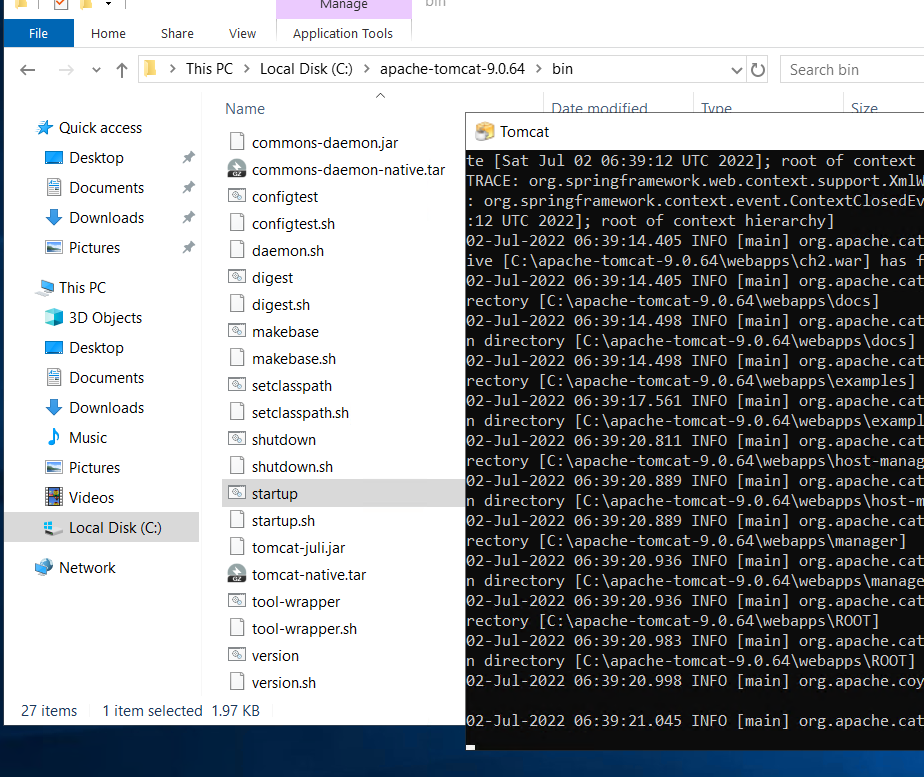 Manage
bin
File
Home
Share
View
Application Tools
This PC
Local Disk (C:)
apache-tomcat-9.0.64
bin
Search bin
Name
Date modified
Type
Size
Quick access
Desktop
Documents
Downloads
Pictures
This PC
3D Objects
Desktop
Documents
Downloads
Music
Pictures
Videos
Local Disk (C:)
Network
commons-daemon.jar
commons-daemon-native.tar
configtest
configtest.sh
daemon.sh
digest
digest.sh
makebase
makebase.sh
setclasspath
setclasspath.sh
shutdown
shutdown.sh
startup
startup.sh
tomcat-juli.jar
tomcat-native.tar
tool-wrapper
tool-wrapper.sh
version
version.sh
27 items
1 item selected 1.97 KB
Tomcat
te [Sat Jul 02 06:39:12 UTC 2022]; root of context
TRACE: org.springframework.web.context.support.XmlW
: org.springframework.context.event.ContextClosedEv
:12 UTC 2022]; root of context hierarchy]
02-Jul-2022 06:39:14.405 INFO [main] org.apache.cat
ive [C:\apache-tomcat-9.0.64\webapps\ch2.war] has f
02-Jul-2022 06:39:14.405 INFO [main] org.apache.cat
rectory [C:\apache-tomcat-9.0.64\webapps\docs]
02-Jul-2022 06:39:14.498 INFO [main] org.apache.cat
n directory [C:\apache-tomcat-9.0.64\webapps\docs]
02-Jul-2022 06:39:14.498 INFO [main] org.apache.cat
rectory [C:\apache-tomcat-9.0.64\webapps\examples]
02-Jul-2022 06:39:17.561 INFO [main] org.apache.cat
n directory [C:\apache-tomcat-9.0.64\webapps\exampl
02-Jul-2022 06:39:20.811 INFO [main] org.apache.cat
rectory [C:\apache-tomcat-9.0.64\webapps\host-manag
02-Jul-2022 06:39:20.889 INFO [main] org.apache.cat
n directory [C:\apache-tomcat-9.0.64\webapps\host-m
02-Jul-2022 06:39:20.889 INFO [main] org.apache.cat
rectory [C:\apache-tomcat-9.0.64\webapps\manager]
02-Jul-2022 06:39:20.936 INFO [main] org.apache.cat
n directory [C:\apache-tomcat-9.0.64\webapps\manage
02-Jul-2022 06:39:20.936 INFO [main] org.apache.cat
rectory [C:\apache-tomcat-9.0.64\webapps\ROOT]
02-Jul-2022 06:39:20.983 INFO [main] org.apache.cat
n directory [C:\apache-tomcat-9.0.64\webapps\ROOT]
02-Jul-2022 06:39:20.998 INFO [main] org.apache.coy
02-Jul-2022 06:39:21.045 INFO [main] org.apache.cat